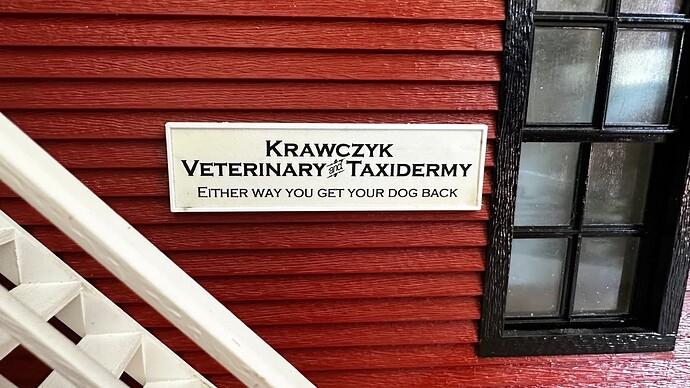 Krawczyk
Veterinary and Taxidermy
Either way you get your dog back